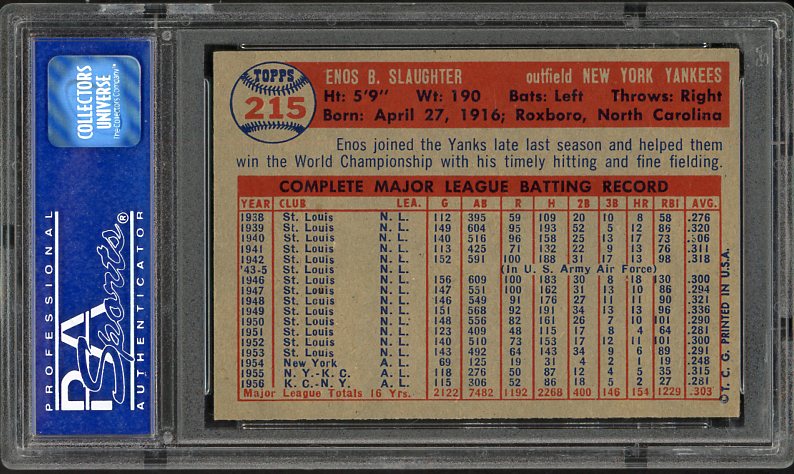 COLLECTORS
UNIVERSE
The Collectors Company
PROFESSIONAL
PSA
Sports®
AUTHENTICATOR
TOPPS
215
ENOS B. SLAUGHTER outfield NEW YORK YANKEES
Ht: 5'9" Wt: 190 Bats: Left Throws: Right
Born: April 27, 1916; Roxboro, North Carolina
Enos joined the Yanks late last season and helped them
win the World Championship with his timely hitting and fine fielding.
COMPLETE MAJOR LEAGUE BATTING RECORD
YEAR CLUB LEA. G AB R H 2B 3B HR RBI AVG.
1938 St. Louis N. L. 112 395 59 109 20 10 8 58 .276
1939 St. Louis N. L. 149 604 95 193 52 5 12 86 .320
1940 St. Louis N. L. 140 516 96 158 25 13 17 73 .306
1941 St. Louis N. L. 113 425 71 132 22 9 13 76 .311
1942 St. Louis N. L. 152 591 100 188 31 17 13 98 .318
'43-5 (In U. S. Army Air Force)
1946 St. Louis N. L. 156 609 100 183 30 8 18 130 .300
1947 St. Louis N. L. 147 551 100 162 31 13 10 86 .294
1948 St. Louis N. L. 146 549 91 176 27 11 11 90 .321
1949 St. Louis N. L. 151 568 92 191 34 13 13 96 .336
1950 St. Louis N. L. 148 556 82 161 26 7 10 101 .290
1951 St. Louis N. L. 123 409 48 115 17 8 4 64 .281
1952 St. Louis N. L. 140 510 73 153 17 12 11 101 .300
1953 St. Louis N. L. 143 492 64 143 34 9 6 89 .291
1954 New York A. L. 69 125 19 31 4 2 1 19 .248
1955 N. Y.-K. C. A. L. 118 276 50 87 12 4 5 35 .315
1956 K. C.-N. Y. A. L. 115 306 52 86 18 5 2 27 .281
Major League Totals 16 Yrs. 2122 7482 1192 2268 400 146 154 1229 .303
© T. C. G. PRINTED IN U.S.A.